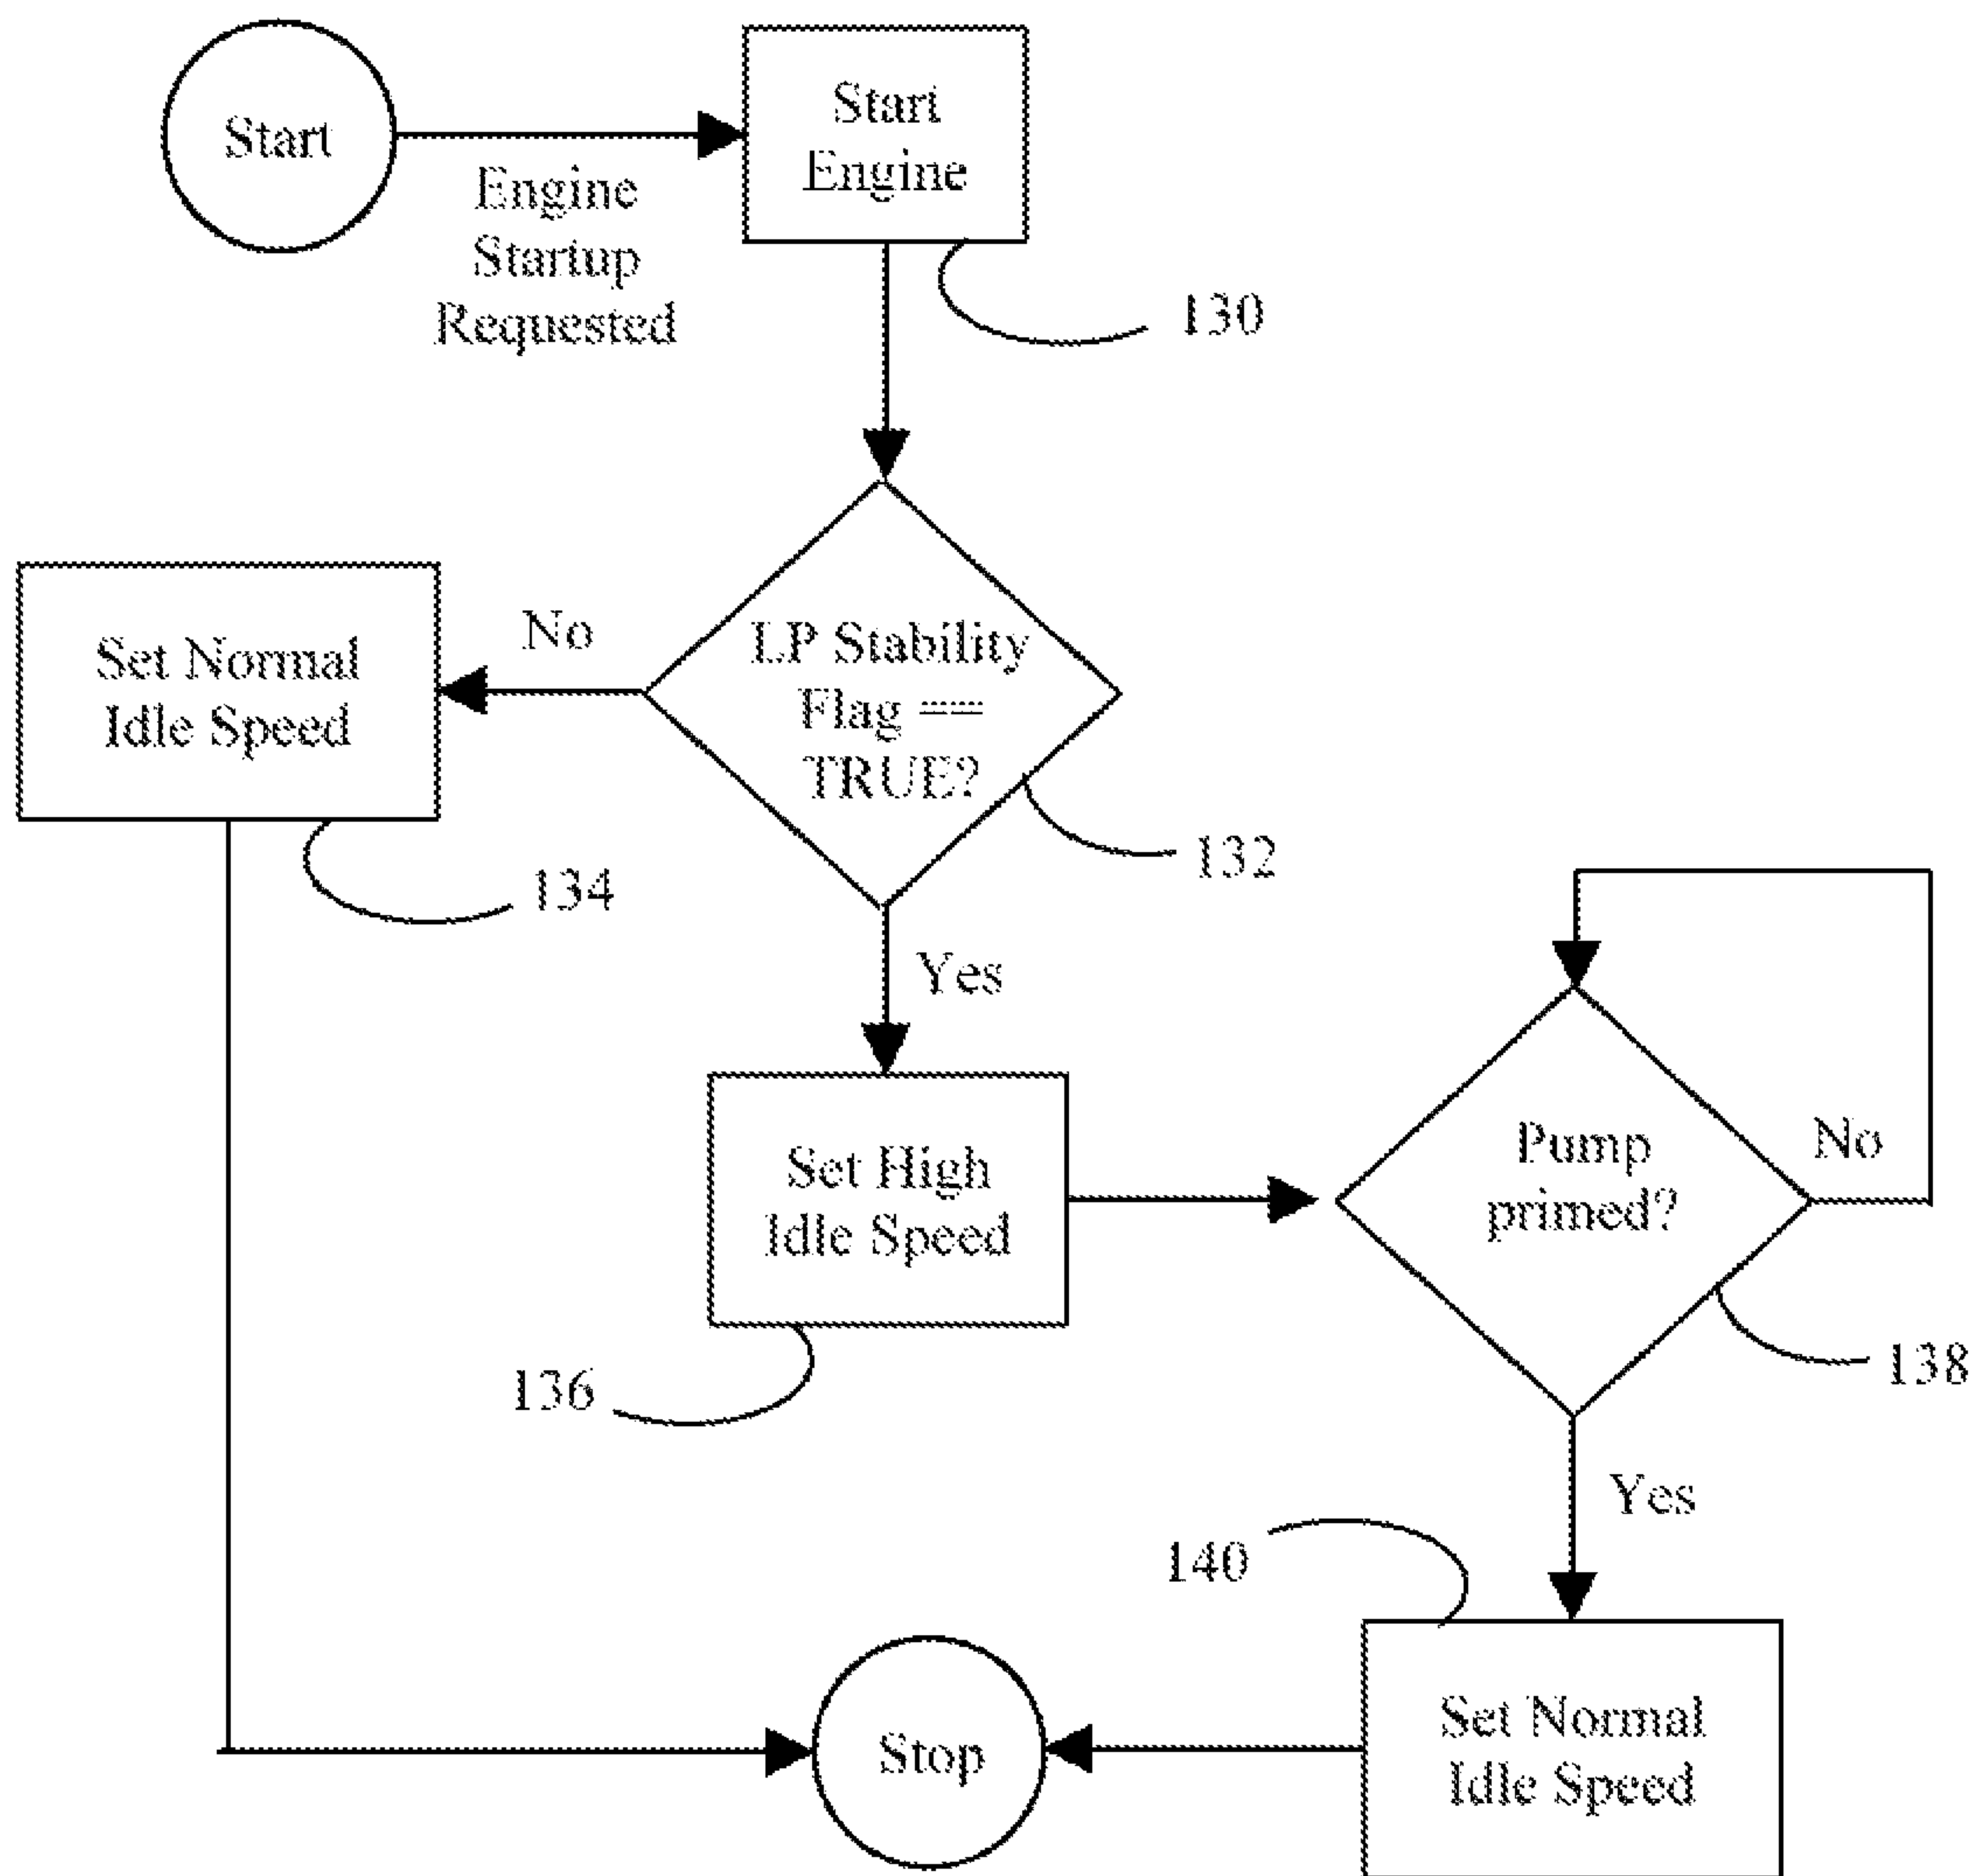 Start
Engine
Startup
Requested
Start
Engine
130
LP Stability
Flag ==
TRUE?
132
No
Set Normal
Idle Speed
134
Yes
Set High
Idle Speed
136
Pump
primed?
No
138
Yes
140
Set Normal
Idle Speed
Stop